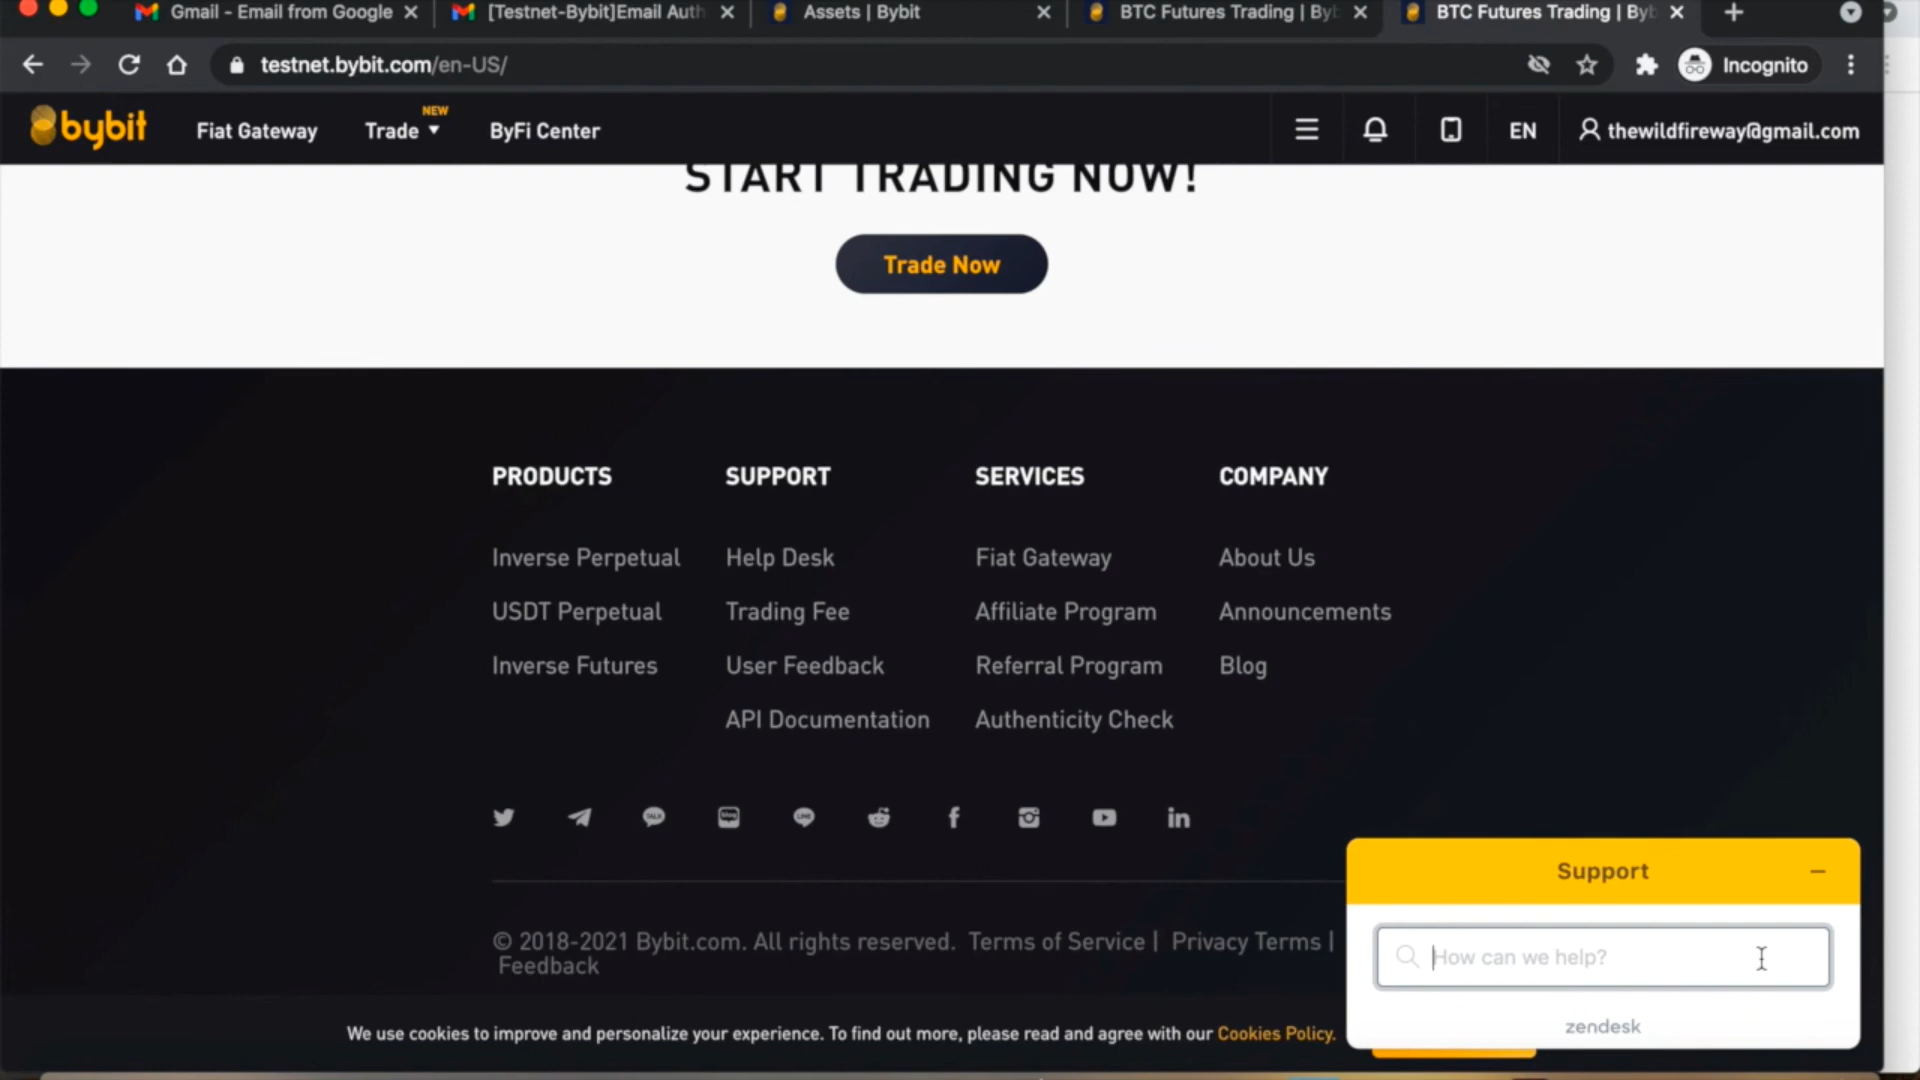 Gmail - Email from Google
[Testnet-Bybit]Email Auth
Assets | Bybit
BTC Futures Trading | Byb
BTC Futures Trading | Byb
testnet.bybit.com/en-US/
Incognito
bybit
Fiat Gateway
Trade
NEW
ByFi Center
EN
thewildfireway@gmail.com
START TRADING NOW!
Trade Now
PRODUCTS
SUPPORT
SERVICES
COMPANY
Inverse Perpetual
Help Desk
Fiat Gateway
About Us
USDT Perpetual
Trading Fee
Affiliate Program
Announcements
Inverse Futures
User Feedback
Referral Program
Blog
API Documentation
Authenticity Check
TALK
blog
LINE
© 2018-2021 Bybit.com. All rights reserved. Terms of Service | Privacy Terms |
Feedback
We use cookies to improve and personalize your experience. To find out more, please read and agree with our Cookies Policy.
Support
How can we help?
zendesk